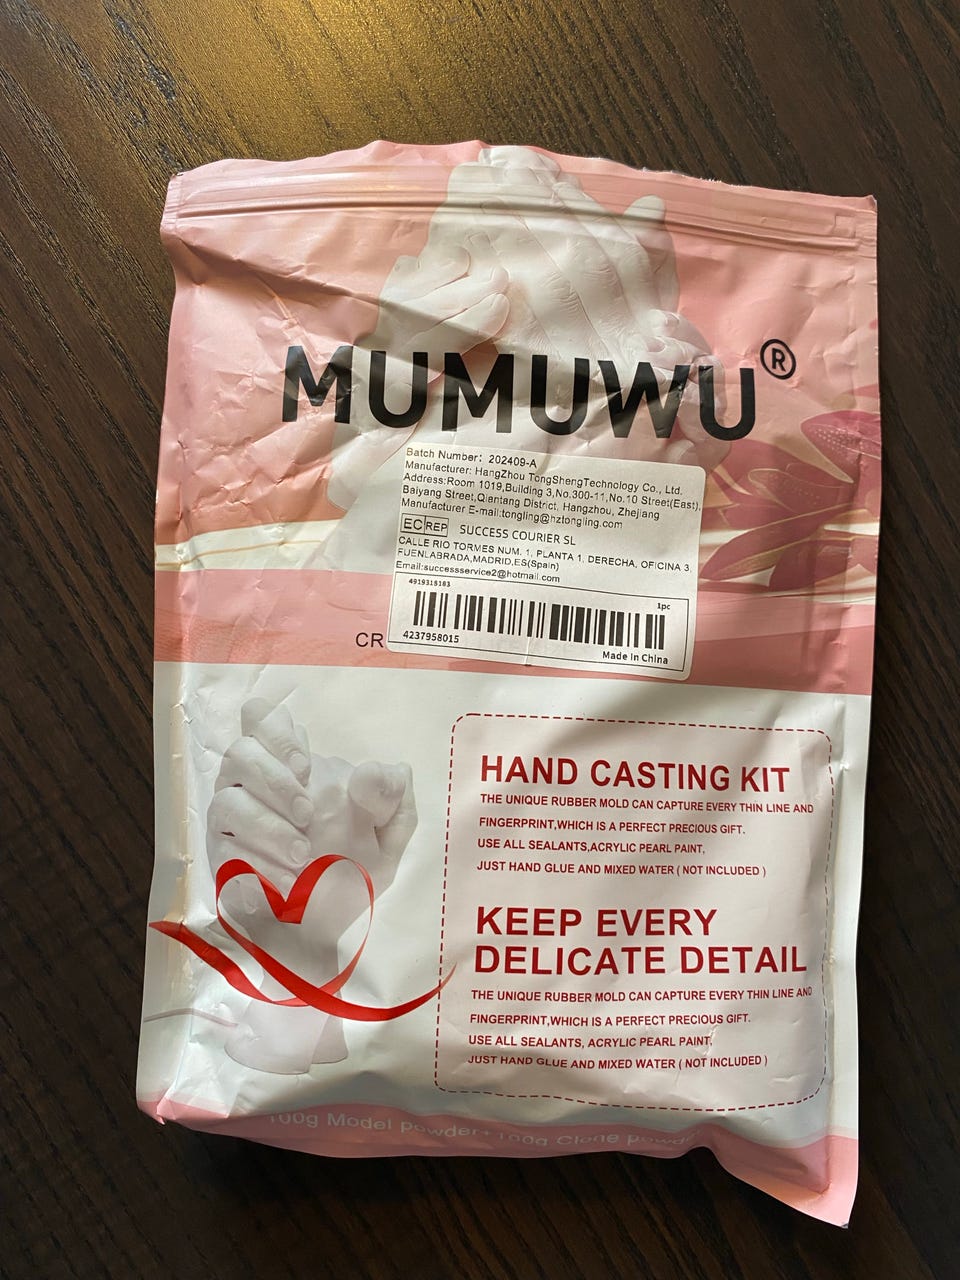 MUMUWU®
Batch Number: 202409-A
Manufacturer: HangZhou TongShengTechnology Co., Ltd.
Address:Room 1019,Building 3,No.300-11,No.10 Street(East),
Baiyang Street,Qiantang District, Hangzhou, Zhejiang
Manufacturer E-mail:tongling@hztongling.com
EC REP SUCCESS COURIER SL
CALLE RIO TORMES NUM. 1, PLANTA 1, DERECHA, OFICINA 3,
FUENLABRADA,MADRID,ES(Spain)
Email:successservice2@hotmail.com
4919315183
1pc
4237958015
Made In China
CR
HAND CASTING KIT
THE UNIQUE RUBBER MOLD CAN CAPTURE EVERY THIN LINE AND
FINGERPRINT,WHICH IS A PERFECT PRECIOUS GIFT.
USE ALL SEALANTS,ACRYLIC PEARL PAINT,
JUST HAND GLUE AND MIXED WATER ( NOT INCLUDED )
KEEP EVERY
DELICATE DETAIL
THE UNIQUE RUBBER MOLD CAN CAPTURE EVERY THIN LINE AND
FINGERPRINT,WHICH IS A PERFECT PRECIOUS GIFT.
USE ALL SEALANTS, ACRYLIC PEARL PAINT,
JUST HAND GLUE AND MIXED WATER ( NOT INCLUDED )
100g Model powder+100g Clone powder